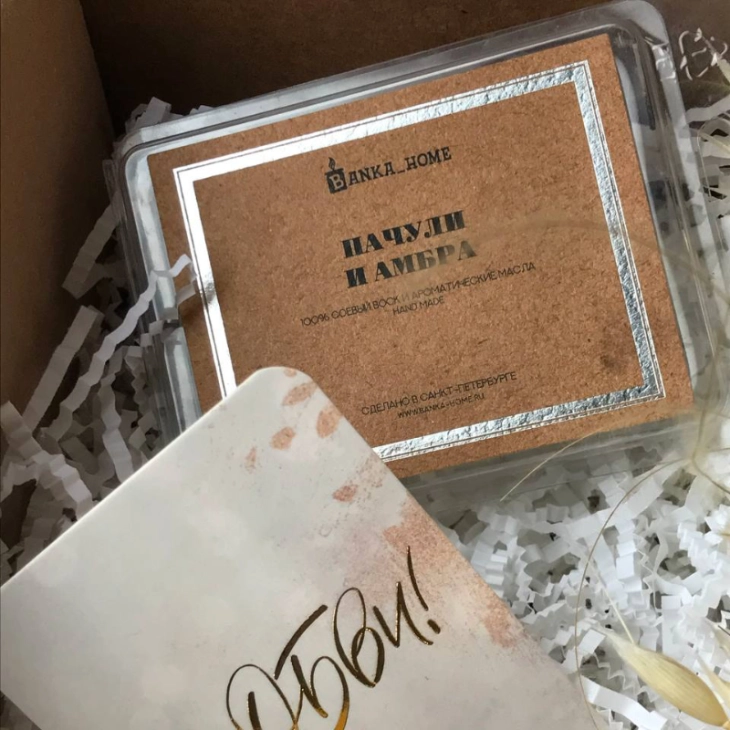 BANKA_HOME
ПАЧУЛИ
И АМБРА
100% СОЕВЫЙ ВОСК И АРОМАТИЧЕСКИЕ МАСЛА
HAND MADE
СДЕЛАНО В САНКТ-ПЕТЕРБУРГЕ
WWW.BANKA-HOME.RU